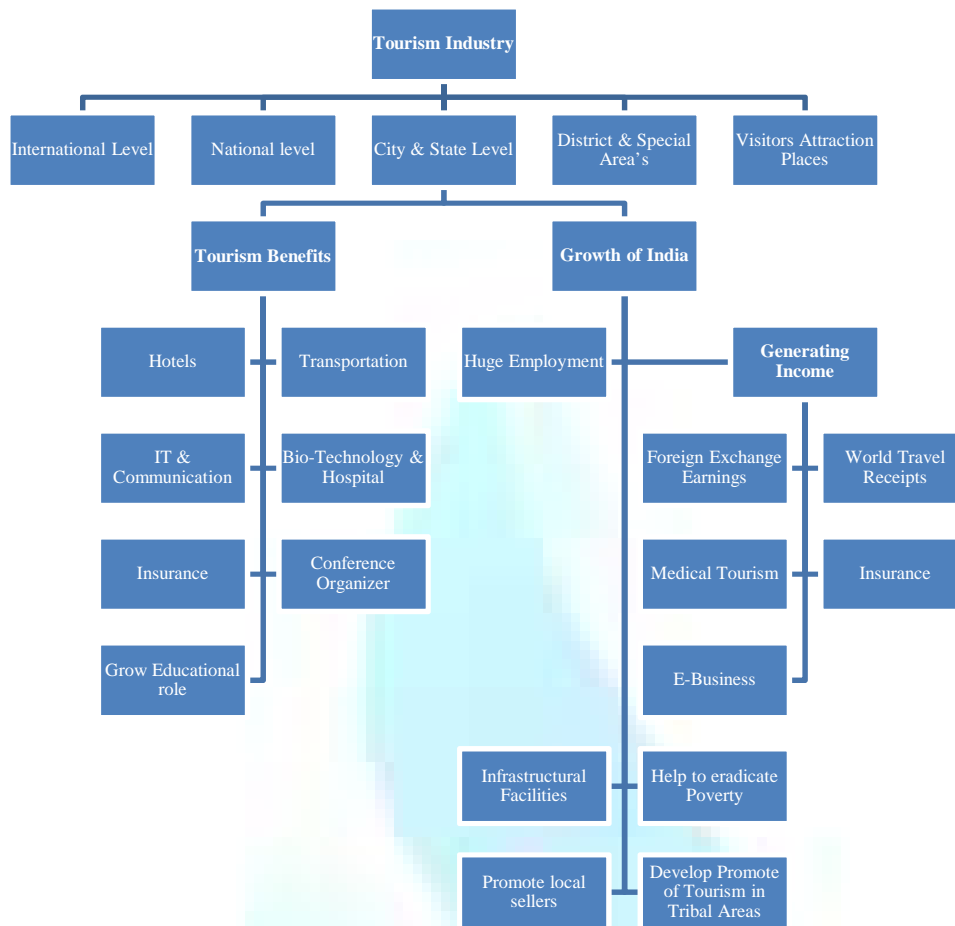 Tourism Industry
International Level
National level
City & State Level
District & Special
Area's
Visitors Attraction
Places
Tourism Benefits
Growth of India
Hotels
Transportation
Huge Employment
Generating
Income
IT &
Communication
Bio-Technology &
Hospital
Foreign Exchange
Earnings
World Travel
Receipts
Insurance
Conference
Organizer
Medical Tourism
Insurance
Grow Educational
role
E-Business
Infrastructural
Facilities
Help to eradicate
Poverty
Promote local
sellers
Develop Promote
of Tourism in
Tribal Areas